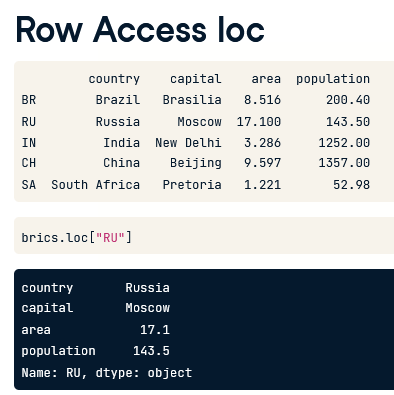 Row Access loc
         country    capital    area  population
BR        Brazil   Brasilia   8.516      200.40
RU        Russia     Moscow  17.100      143.50
IN         India  New Delhi   3.286     1252.00
CH         China    Beijing   9.597     1357.00
SA  South Africa   Pretoria   1.221       52.98
brics.loc["RU"]
country       Russia
capital       Moscow
area            17.1
population     143.5
Name: RU, dtype: object